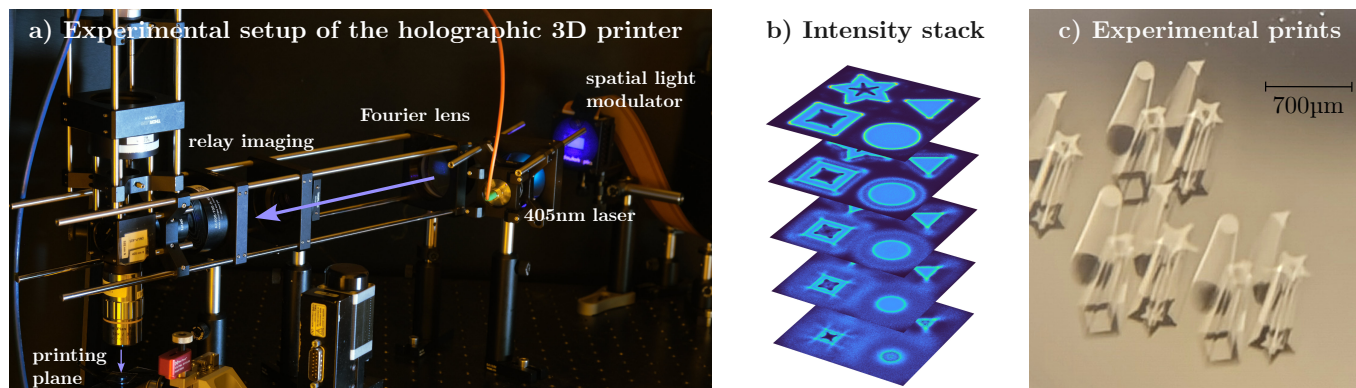 a) Experimental setup of the holographic 3D printer
spatial light
modulator
Fourier lens
relay imaging
405nm laser
printing
plane
b) Intensity stack
c) Experimental prints
700µm